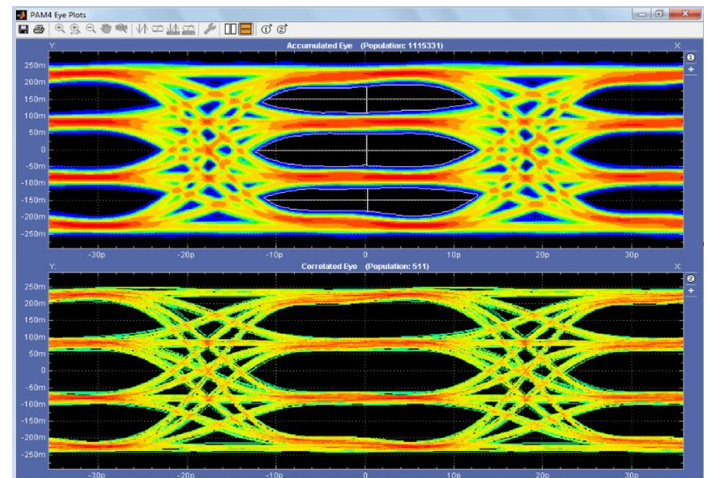 PAM4 Eye Plots
Y: Accumulated Eye (Population: 1115331) X:
250m
200m
150m
100m
50m
0
-50m
-100m
-150m
-200m
-250m
-30p -20p -10p 0 10p 20p 30p
Y: Correlated Eye (Population: 511) X:
250m
200m
150m
100m
50m
0
-50m
-100m
-150m
-200m
-250m
-30p -20p -10p 0 10p 20p 30p